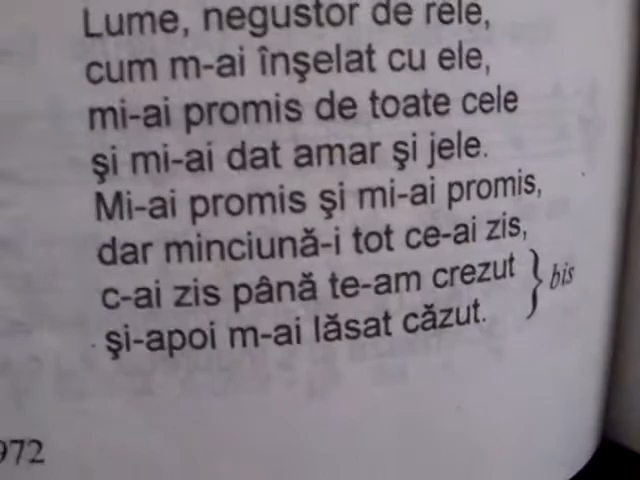 Lume, negustor de rele,
cum m-ai înşelat cu ele,
mi-ai promis de toate cele
şi mi-ai dat amar şi jele.
Mi-ai promis şi mi-ai promis,
dar minciună-i tot ce-ai zis,
c-ai zis până te-am crezut } bis
şi-apoi m-ai lăsat căzut.
972